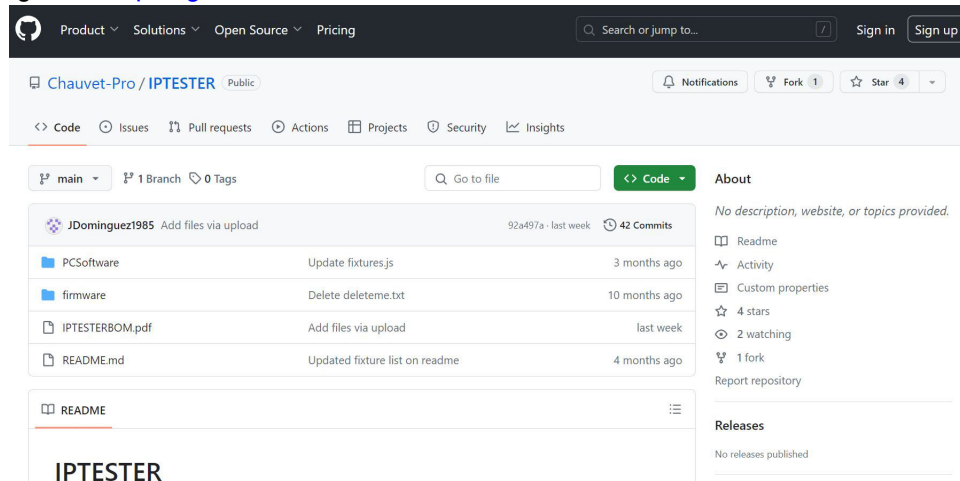 Product Solutions Open Source Pricing Search or jump to... / Sign in Sign up
Chauvet-Pro / IPTESTER Public Notifications Fork 1 Star 4
Code Issues Pull requests Actions Projects Security Insights
main 1 Branch 0 Tags Go to file Code About
No description, website, or topics provided.
JDominguez1985 Add files via upload 92a497a · last week 42 Commits
Readme
PCSoftware Update fixtures.js 3 months ago
Activity
Custom properties
firmware Delete deleteme.txt 10 months ago
4 stars
IPTESTERBOM.pdf Add files via upload last week
2 watching
README.md Updated fixture list on readme 4 months ago
1 fork
Report repository
README
Releases
No releases published
IPTESTER